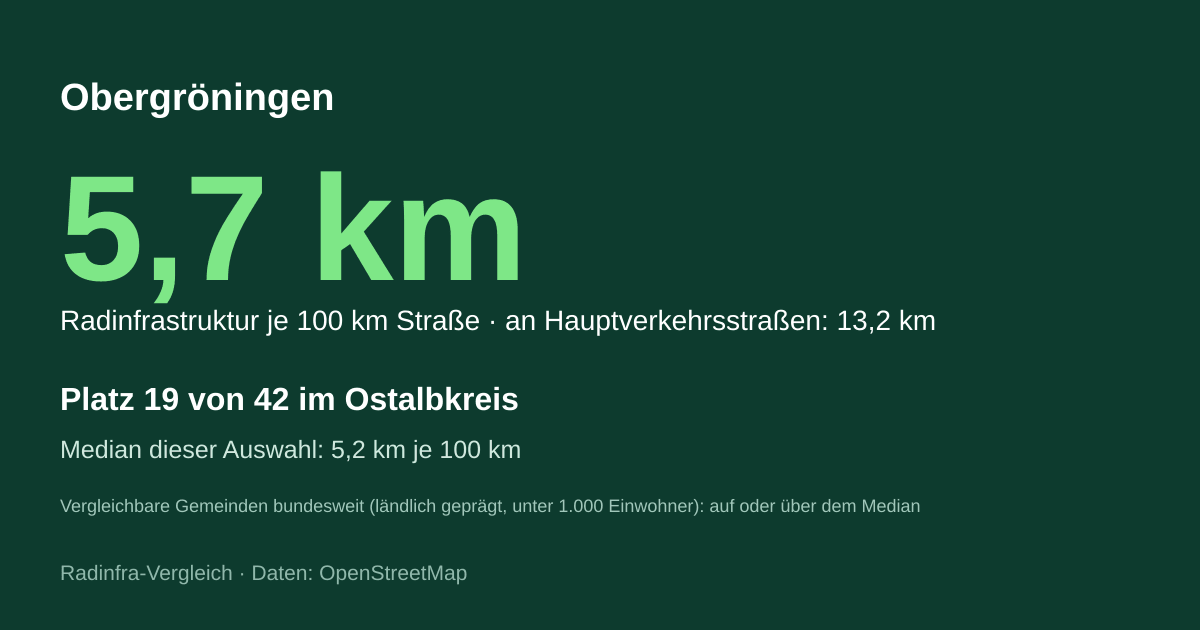 Obergröningen
5,7 km
Radinfrastruktur je 100 km Straße · an Hauptverkehrsstraßen: 13,2 km
Platz 19 von 42 im Ostalbkreis
Median dieser Auswahl: 5,2 km je 100 km
Vergleichbare Gemeinden bundesweit (ländlich geprägt, unter 1.000 Einwohner): auf oder über dem Median
Radinfra-Vergleich · Daten: OpenStreetMap